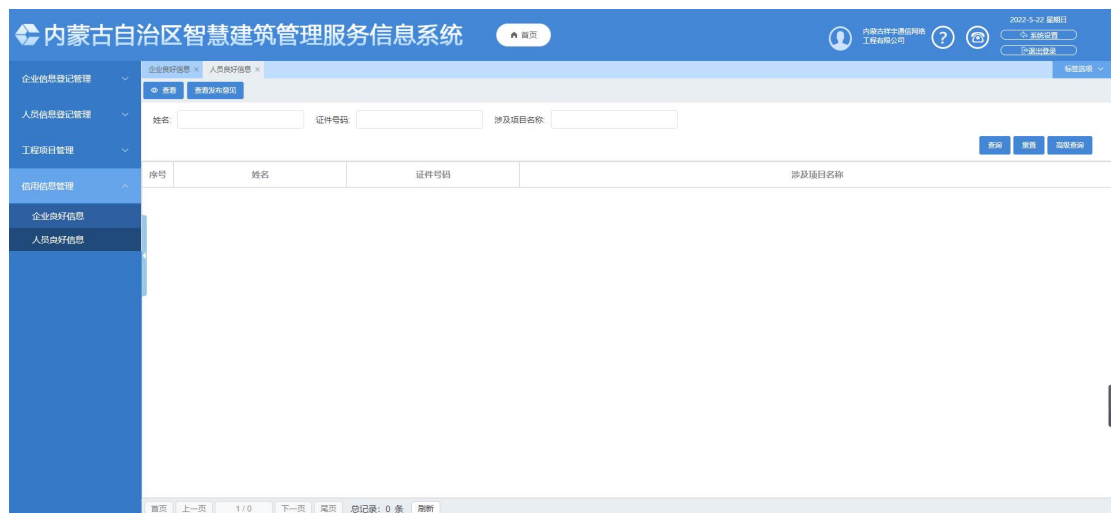 内蒙古自治区智慧建筑管理服务信息系统
首页
内蒙古祥宇通信网络
工程有限公司
?
2022-5-22 星期日
系统设置
退出登录
企业信息登记管理
人员信息登记管理
工程项目管理
信用信息管理
企业良好信息
人员良好信息
企业良好信息 × 人员良好信息 ×
标签选项
查看 查看发布意见
姓名: 证件号码: 涉及项目名称:
查询 重置 高级查询
序号 姓名 证件号码 涉及项目名称
首页 上一页 1 / 0 下一页 尾页 总记录: 0 条 刷新